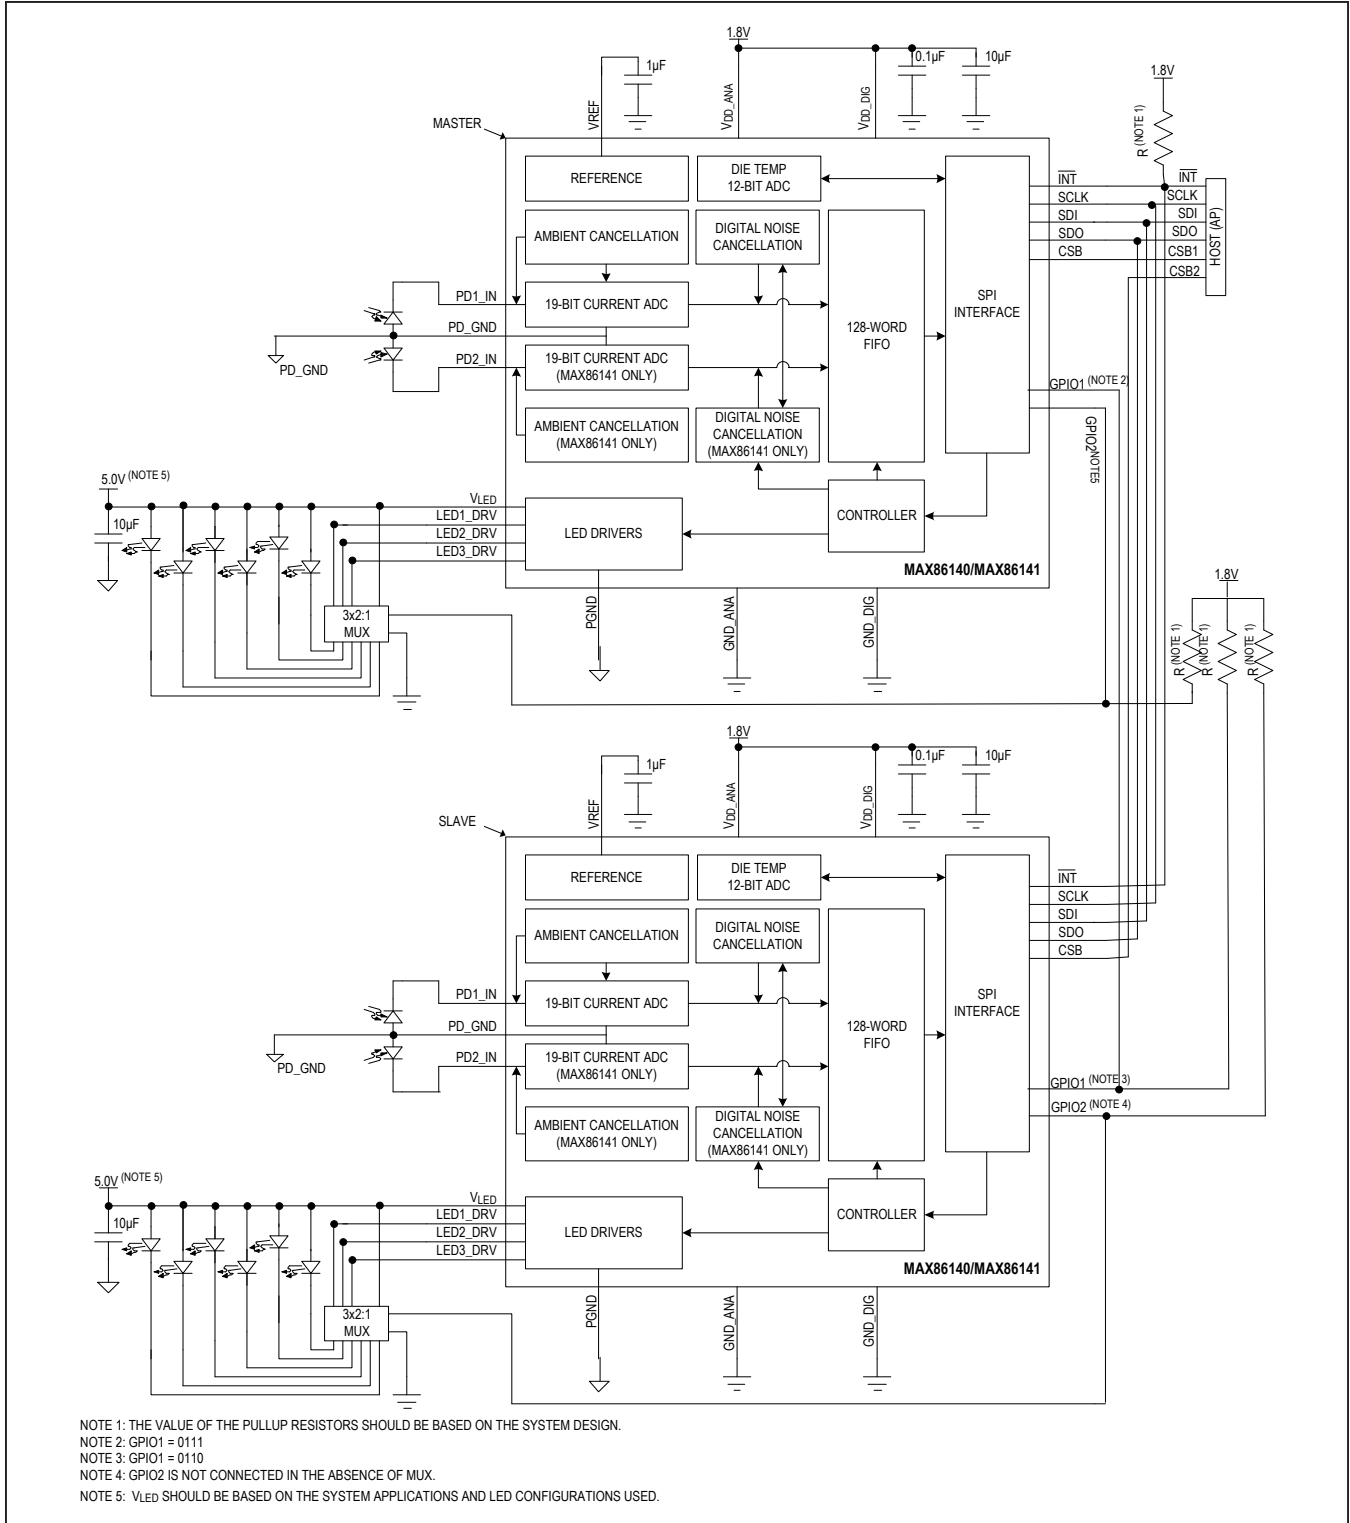 1.8V
1µF
0.1µF
10µF
1.8V
VREF
VDD_ANA
VDD_DIG
R (NOTE 1)
MASTER
REFERENCE
DIE TEMP
12-BIT ADC
INT
INT
SCLK
SCLK
SDI
SDI
SDO
SDO
CSB
CSB1
CSB2
HOST (AP)
AMBIENT CANCELLATION
DIGITAL NOISE
CANCELLATION
PD1_IN
19-BIT CURRENT ADC
SPI
INTERFACE
PD_GND
128-WORD
FIFO
PD2_IN
19-BIT CURRENT ADC
(MAX86141 ONLY)
PD_GND
GPIO1 (NOTE 2)
AMBIENT CANCELLATION
(MAX86141 ONLY)
DIGITAL NOISE
CANCELLATION
(MAX86141 ONLY)
GPIO2NOTE5
5.0V (NOTE 5)
VLED
10µF
LED1_DRV
LED2_DRV
LED3_DRV
LED DRIVERS
CONTROLLER
MAX86140/MAX86141
1.8V
3x2:1
MUX
PGND
GND_ANA
GND_DIG
R (NOTE 1)
R (NOTE 1)
R (NOTE 1)
1.8V
1µF
0.1µF
10µF
VREF
VDD_ANA
VDD_DIG
SLAVE
REFERENCE
DIE TEMP
12-BIT ADC
INT
SCLK
SDI
SDO
CSB
AMBIENT CANCELLATION
DIGITAL NOISE
CANCELLATION
PD1_IN
19-BIT CURRENT ADC
SPI
INTERFACE
PD_GND
128-WORD
FIFO
PD2_IN
19-BIT CURRENT ADC
(MAX86141 ONLY)
PD_GND
GPIO1 (NOTE 3)
GPIO2 (NOTE 4)
AMBIENT CANCELLATION
(MAX86141 ONLY)
DIGITAL NOISE
CANCELLATION
(MAX86141 ONLY)
5.0V (NOTE 5)
VLED
10µF
LED1_DRV
LED2_DRV
LED3_DRV
LED DRIVERS
CONTROLLER
MAX86140/MAX86141
3x2:1
MUX
PGND
GND_ANA
GND_DIG
NOTE 1: THE VALUE OF THE PULLUP RESISTORS SHOULD BE BASED ON THE SYSTEM DESIGN.
NOTE 2: GPIO1 = 0111
NOTE 3: GPIO1 = 0110
NOTE 4: GPIO2 IS NOT CONNECTED IN THE ABSENCE OF MUX.
NOTE 5: VLED SHOULD BE BASED ON THE SYSTEM APPLICATIONS AND LED CONFIGURATIONS USED.